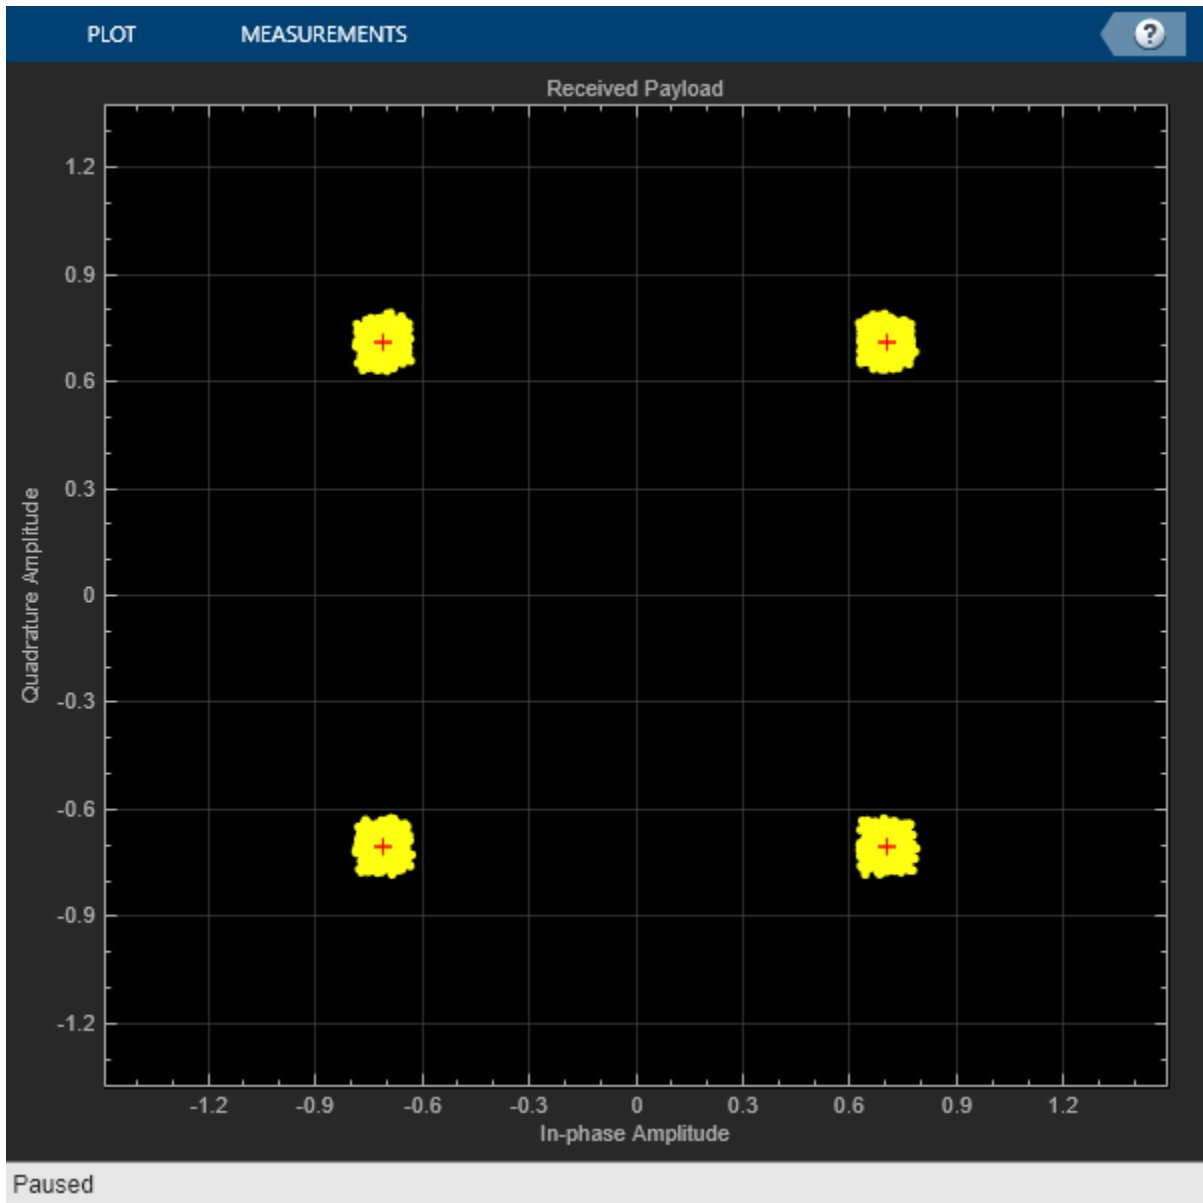 PLOT MEASUREMENTS ?
Received Payload
1.2
0.9
0.6
0.3
0
-0.3
-0.6
-0.9
-1.2
Quadrature Amplitude
-1.2 -0.9 -0.6 -0.3 0 0.3 0.6 0.9 1.2
In-phase Amplitude
Paused